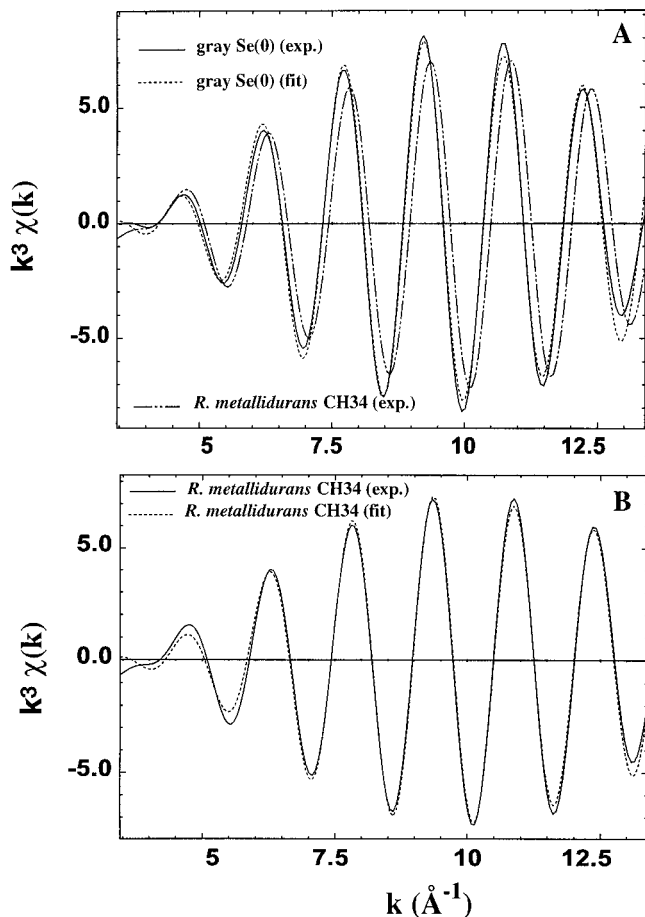 A
gray Se(0) (exp.)
gray Se(0) (fit)
5.0
0.0
-5.0
k³ χ(k)
R. metallidurans CH34 (exp.)
5 7.5 10 12.5
B
R. metallidurans CH34 (exp.)
R. metallidurans CH34 (fit)
5.0
0.0
-5.0
k³ χ(k)
5 7.5 10 12.5
k (Å⁻¹)